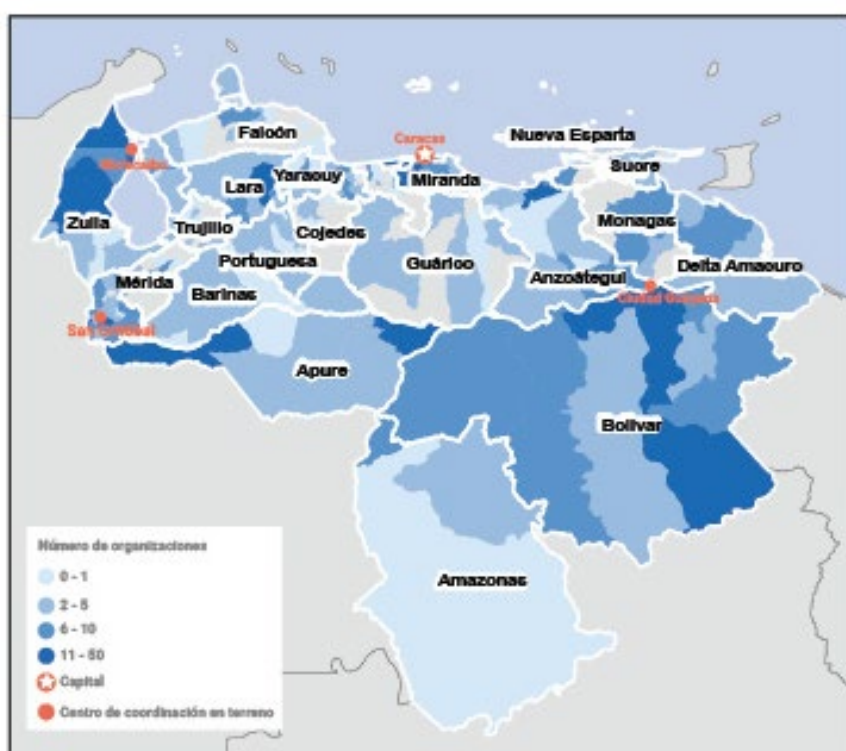 Caracas
Nueva Esparta
Falcón
Sucre
Maracaibo
Yaracuy
Miranda
Lara
Zulia
Trujillo
Cojedes
Monagas
Portuguesa
Guárico
Mérida
Anzoátegui
Delta Amacuro
Barinas
Ciudad Guayana
San Cristóbal
Apure
Bolívar
Número de organizaciones
0 - 1
2 - 5
6 - 10
11 - 50
Capital
Centro de coordinación en terreno
Amazonas